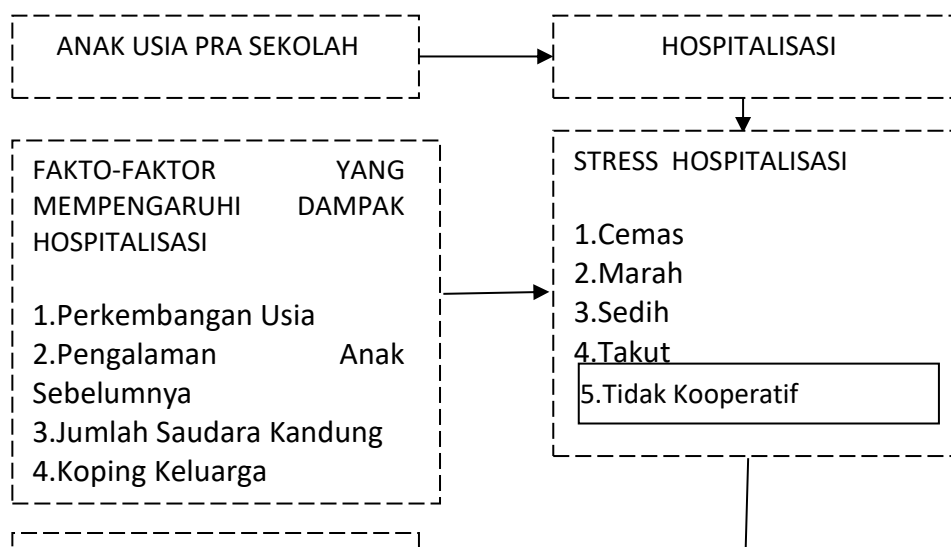 ANAK USIA PRA SEKOLAH
HOSPITALISASI
FAKTO-FAKTOR YANG
MEMPENGARUHI DAMPAK
HOSPITALISASI
1.Perkembangan Usia
2.Pengalaman Anak
Sebelumnya
3.Jumlah Saudara Kandung
4.Koping Keluarga
STRESS HOSPITALISASI
1.Cemas
2.Marah
3.Sedih
4.Takut
5.Tidak Kooperatif